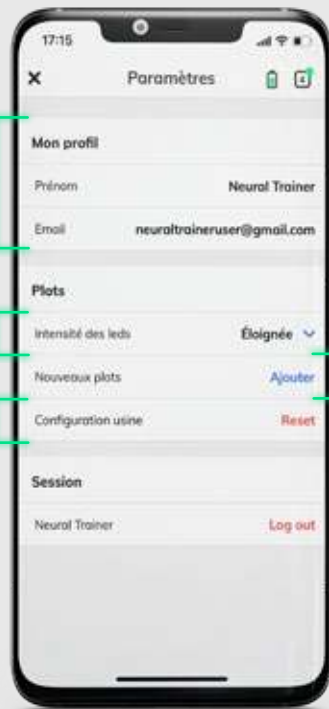 17:15
Paramètres
4
Mon profil
Prénom Neural Trainer
Email neuraltraineruser@gmail.com
Plots
Intensité des leds Éloignée
Nouveaux plots Ajouter
Configuration usine Reset
Session
Neural Trainer Log out